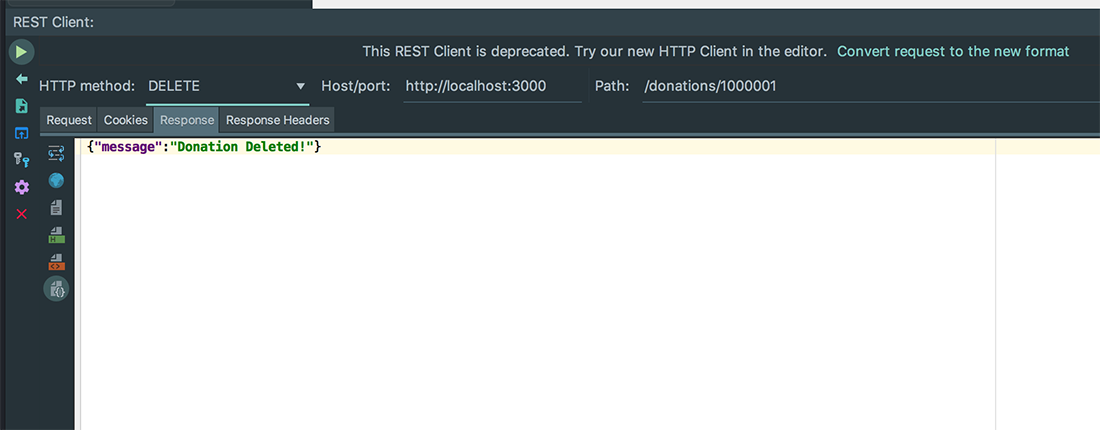 REST Client:
This REST Client is deprecated. Try our new HTTP Client in the editor. Convert request to the new format
HTTP method: DELETE Host/port: http://localhost:3000 Path: /donations/1000001
Request Cookies Response Response Headers
{"message":"Donation Deleted!"}